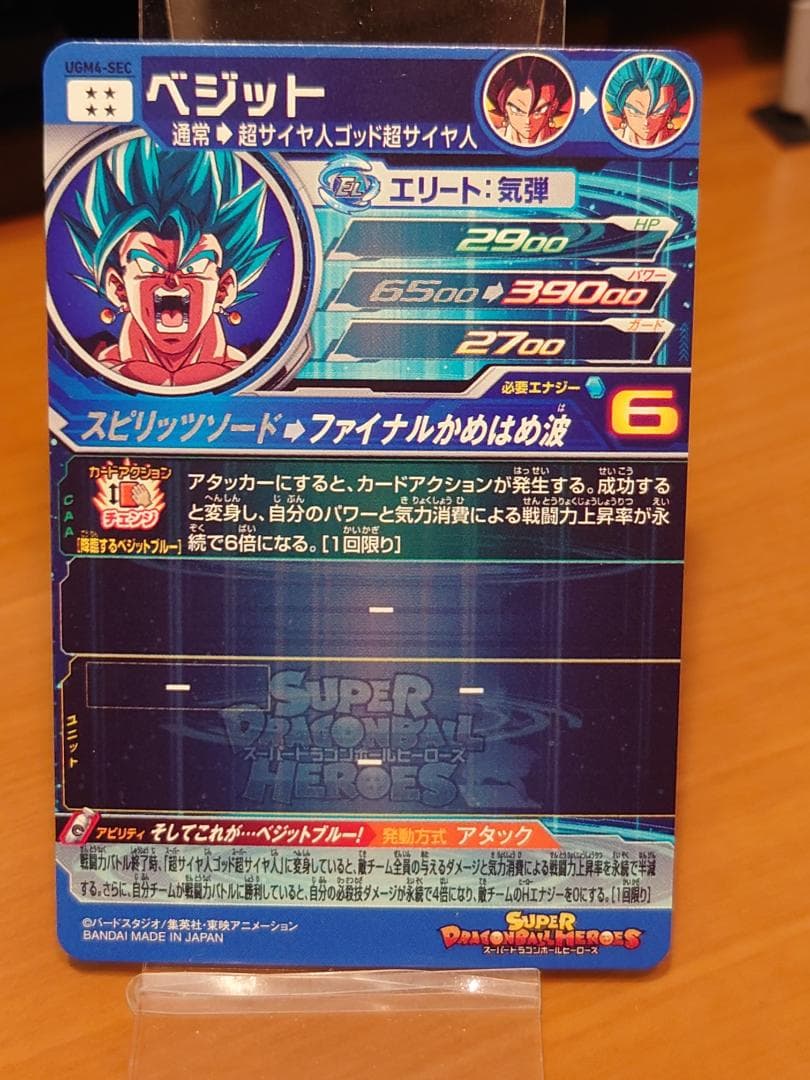 UGM4-SEC
ベジット
通常➡超サイヤ人ゴッド超サイヤ人
EL エリート:気弾
HP
2900
パワー
6500➡39000
ガード
2700
必要エナジー 6
スピリッツソード➡ファイナルかめはめ波
CAA
カードアクション
チェンジ
[降臨するベジットブルー]
アタッカーにすると、カードアクションが発生する。成功する
と変身し、自分のパワーと気力消費による戦闘力上昇率が永
続で6倍になる。[1回限り]
ー
ユニット
ー ー
ー
SUPER
DRAGONBALL
スーパードラゴンボールヒーローズ
HEROES
アビリティ そしてこれが…ベジットブルー! 発動方式 アタック
戦闘力バトル終了時、「超サイヤ人ゴッド超サイヤ人」に変身していると、敵チーム全員の与えるダメージと気力消費による戦闘力上昇率を永続で半減
する。さらに、自分チームが戦闘力バトルに勝利していると、自分の必殺技ダメージが永続で4倍になり、敵チームのHエナジーを0にする。[1回限り]
©バードスタジオ/集英社・東映アニメーション
BANDAI MADE IN JAPAN
SUPER
DRAGONBALL HEROES
スーパードラゴンボールヒーローズ